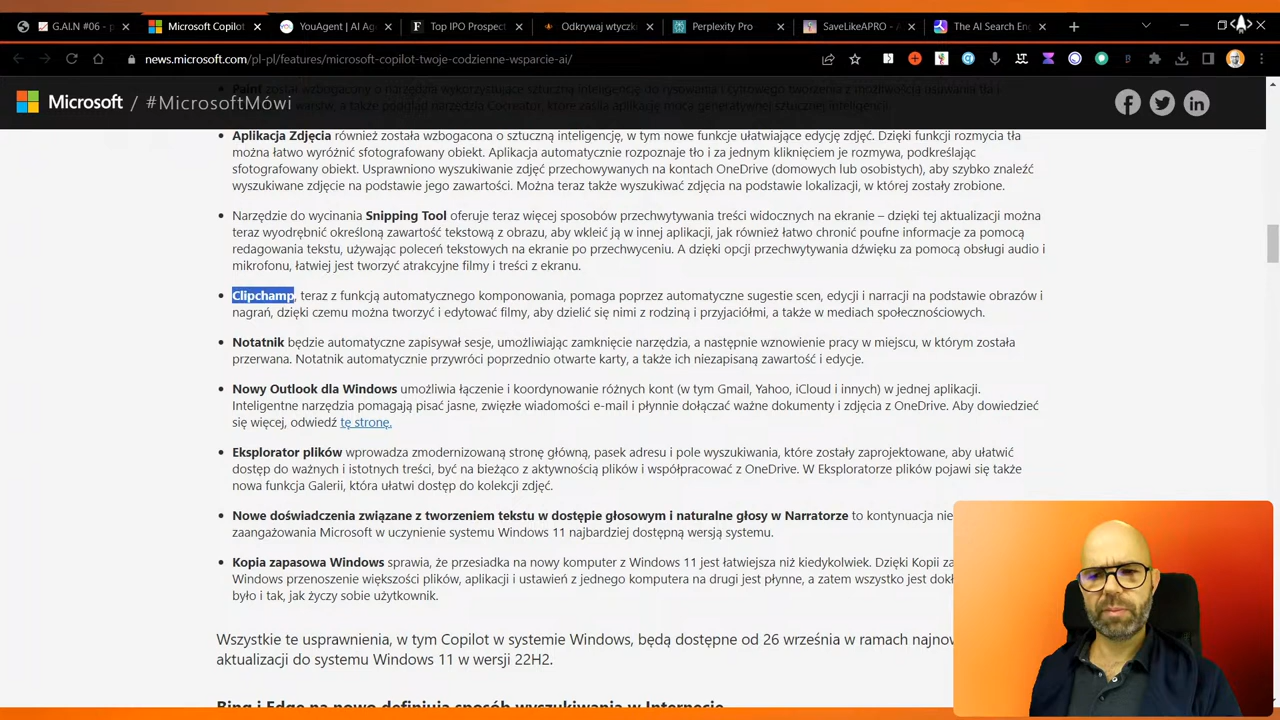 G.ALN #06 - p
Microsoft Copilot
YouAgent | AI Ag
Top IPO Prospect
Odkrywaj wtyczk
Perplexity Pro
SaveLikeAPRO - A
The AI Search En
news.microsoft.com/pl-pl/features/microsoft-copilot-twoje-codzienne-wsparcie-ai/
Microsoft / #MicrosoftMówi
Aplikacja Zdjęcia również została wzbogacona o sztuczną inteligencję, w tym nowe funkcje ułatwiające edycję zdjęć. Dzięki funkcji rozmycia tła
można łatwo wyróżnić sfotografowany obiekt. Aplikacja automatycznie rozpoznaje tło i za jednym kliknięciem je rozmywa, podkreślając
sfotografowany obiekt. Usprawniono wyszukiwanie zdjęć przechowywanych na kontach OneDrive (domowych lub osobistych), aby szybko znaleźć
wyszukiwane zdjęcie na podstawie jego zawartości. Można teraz także wyszukiwać zdjęcia na podstawie lokalizacji, w której zostały zrobione.
Narzędzie do wycinania Snipping Tool oferuje teraz więcej sposobów przechwytywania treści widocznych na ekranie – dzięki tej aktualizacji można
teraz wyodrębnić określoną zawartość tekstową z obrazu, aby wkleić ją w innej aplikacji, jak również łatwo chronić poufne informacje za pomocą
redagowania tekstu, używając poleceń tekstowych na ekranie po przechwyceniu. A dzięki opcji przechwytywania dźwięku za pomocą obsługi audio i
mikrofonu, łatwiej jest tworzyć atrakcyjne filmy i treści z ekranu.
Clipchamp, teraz z funkcją automatycznego komponowania, pomaga poprzez automatyczne sugestie scen, edycji i narracji na podstawie obrazów i
nagrań, dzięki czemu można tworzyć i edytować filmy, aby dzielić się nimi z rodziną i przyjaciółmi, a także w mediach społecznościowych.
Notatnik będzie automatyczne zapisywał sesje, umożliwiając zamknięcie narzędzia, a następnie wznowienie pracy w miejscu, w którym została
przerwana. Notatnik automatycznie przywróci poprzednio otwarte karty, a także ich niezapisaną zawartość i edycje.
Nowy Outlook dla Windows umożliwia łączenie i koordynowanie różnych kont (w tym Gmail, Yahoo, iCloud i innych) w jednej aplikacji.
Inteligentne narzędzia pomagają pisać jasne, zwięzłe wiadomości e-mail i płynnie dołączać ważne dokumenty i zdjęcia z OneDrive. Aby dowiedzieć
się więcej, odwiedź tę stronę.
Eksplorator plików wprowadza zmodernizowaną stronę główną, pasek adresu i pole wyszukiwania, które zostały zaprojektowane, aby ułatwić
dostęp do ważnych i istotnych treści, być na bieżąco z aktywnością plików i współpracować z OneDrive. W Eksploratorze plików pojawi się także
nowa funkcja Galerii, która ułatwi dostęp do kolekcji zdjęć.
Nowe doświadczenia związane z tworzeniem tekstu w dostępie głosowym i naturalne głosy w Narratorze to kontynuacja nie
zaangażowania Microsoft w uczynienie systemu Windows 11 najbardziej dostępną wersją systemu.
Kopia zapasowa Windows sprawia, że przesiadka na nowy komputer z Windows 11 jest łatwiejsza niż kiedykolwiek. Dzięki Kopii za
Windows przenoszenie większości plików, aplikacji i ustawień z jednego komputera na drugi jest płynne, a zatem wszystko jest dokł
było i tak, jak życzy sobie użytkownik.
Wszystkie te usprawnienia, w tym Copilot w systemie Windows, będą dostępne od 26 września w ramach najnow
aktualizacji do systemu Windows 11 w wersji 22H2.
Bing i Edge na nowo definiują sposób wyszukiwania w Internecie